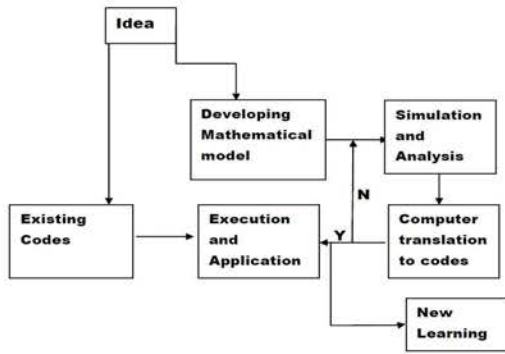 Idea
Developing
Mathematical
model
Simulation
and
Analysis
N
Existing
Codes
Execution
and
Application
Y
Computer
translation
to codes
New
Learning